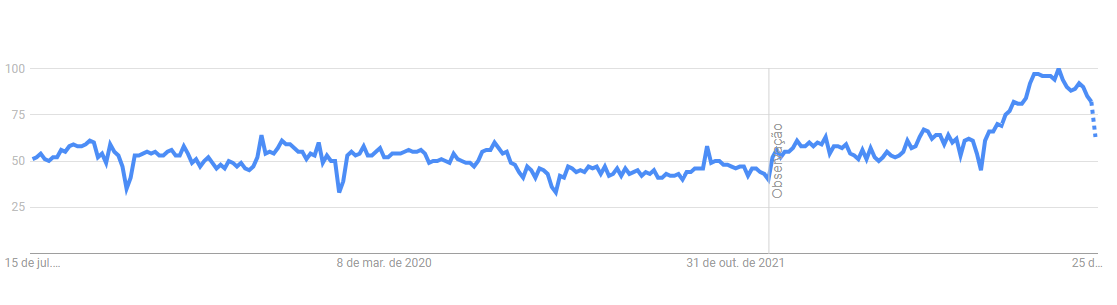 100
75
50
25
Observação
15 de jul....
8 de mar. de 2020
31 de out. de 2021
25 d...